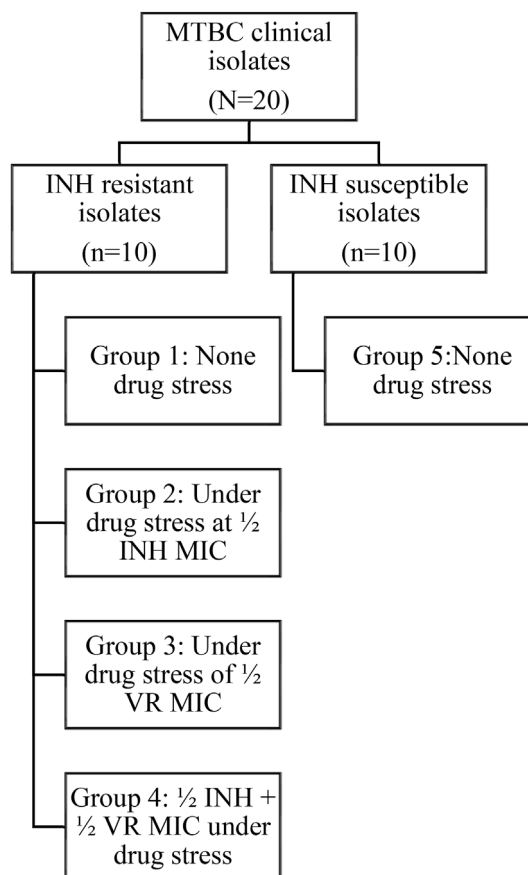 MTBC clinical
isolates
(N=20)
INH resistant
isolates
(n=10)
INH susceptible
isolates
(n=10)
Group 1: None
drug stress
Group 5:None
drug stress
Group 2: Under
drug stress at ½
INH MIC
Group 3: Under
drug stress of ½
VR MIC
Group 4: ½ INH +
½ VR MIC under
drug stress